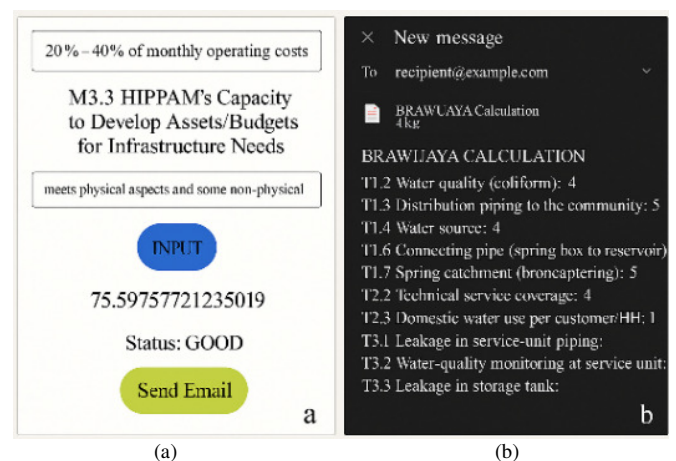 20%–40% of monthly operating costs
M3.3 HIPPAM's Capacity
to Develop Assets/Budgets
for Infrastructure Needs
meets physical aspects and some non-physical
INPUT
75.59757721235019
Status: GOOD
Send Email
a
(a)
× New message
To recipient@example.com
BRAWUAYA Calculation
4 kg
BRAWIJAYA CALCULATION
T1.2 Water quality (coliform): 4
T1.3 Distribution piping to the community: 5
T1.4 Water source: 4
T1.6 Connecting pipe (spring box to reservoir)
T1.7 Spring catchment (broncaptering): 5
T2.2 Technical service coverage: 4
T2.3 Domestic water use per customer/HH: 1
T3.1 Leakage in service-unit piping:
T3.2 Water-quality monitoring at service unit:
T3.3 Leakage in storage tank:
b
(b)